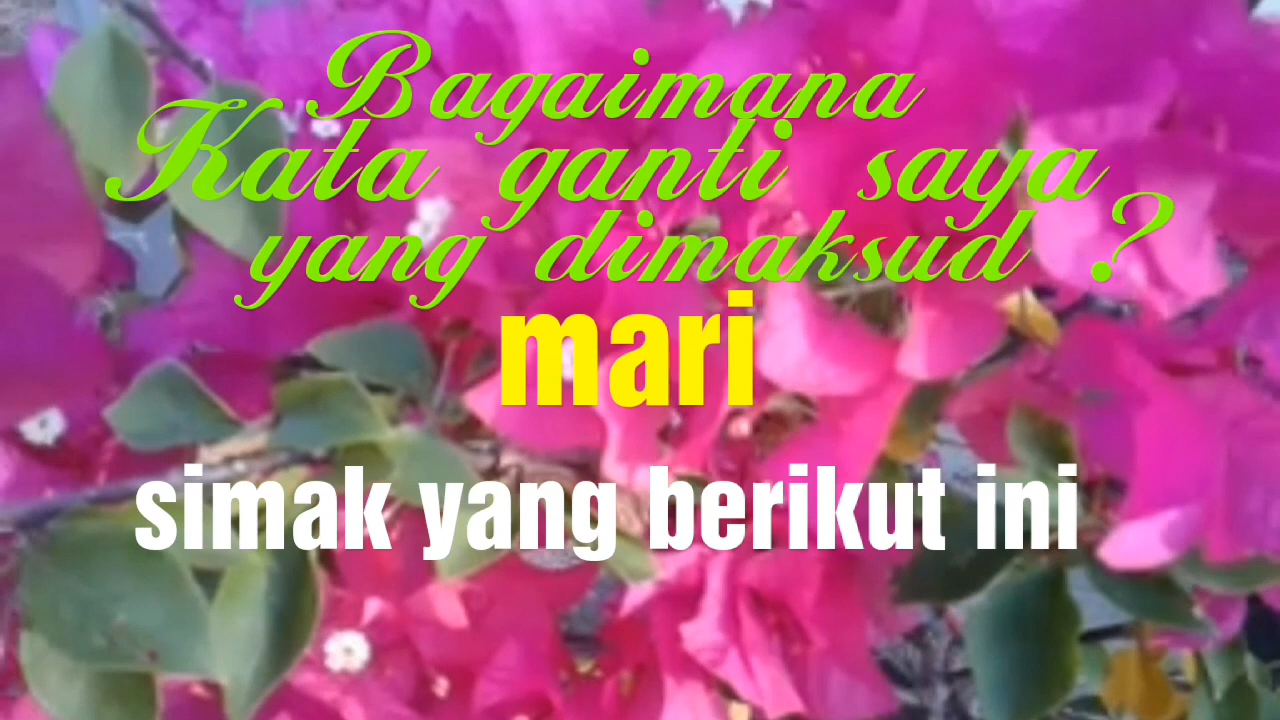 Bagaimana
Kata ganti saya
yang dimaksud ?
mari
simak yang berikut ini